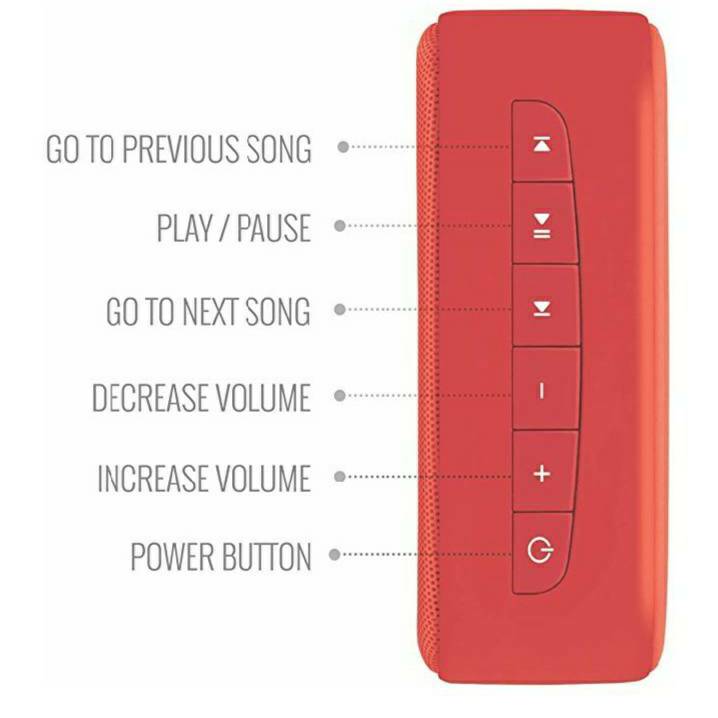 GO TO PREVIOUS SONG
PLAY / PAUSE
GO TO NEXT SONG
DECREASE VOLUME
INCREASE VOLUME
POWER BUTTON